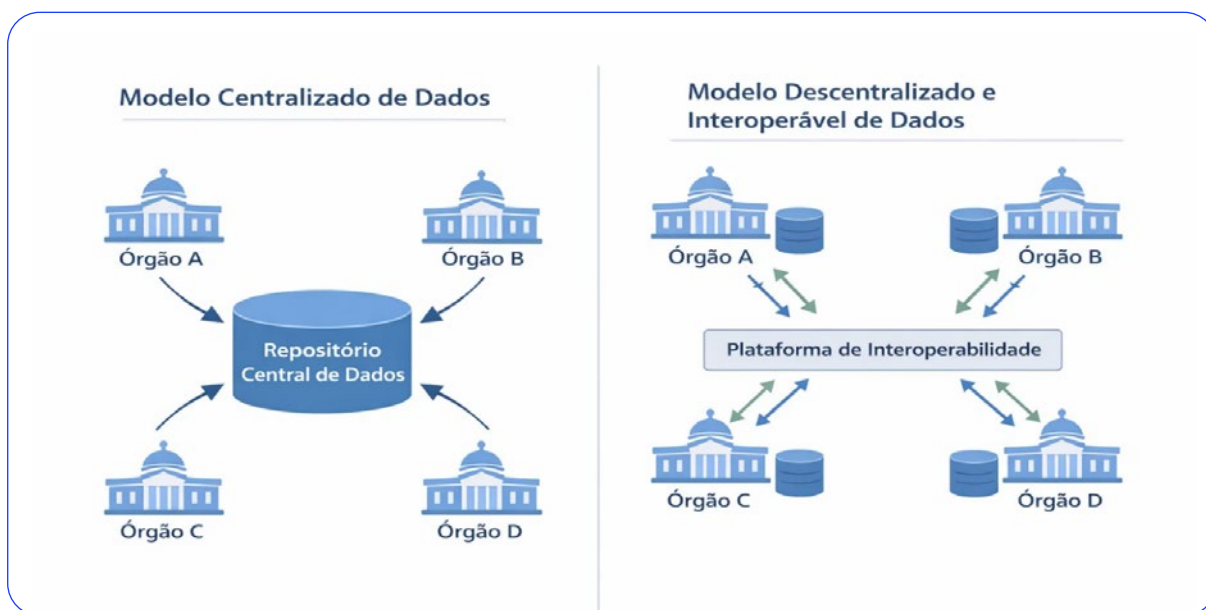 Modelo Centralizado de Dados
Órgão A
Órgão B
Repositório
Central de Dados
Órgão C
Órgão D
Modelo Descentralizado e
Interoperável de Dados
Órgão A
Órgão B
Plataforma de Interoperabilidade
Órgão C
Órgão D